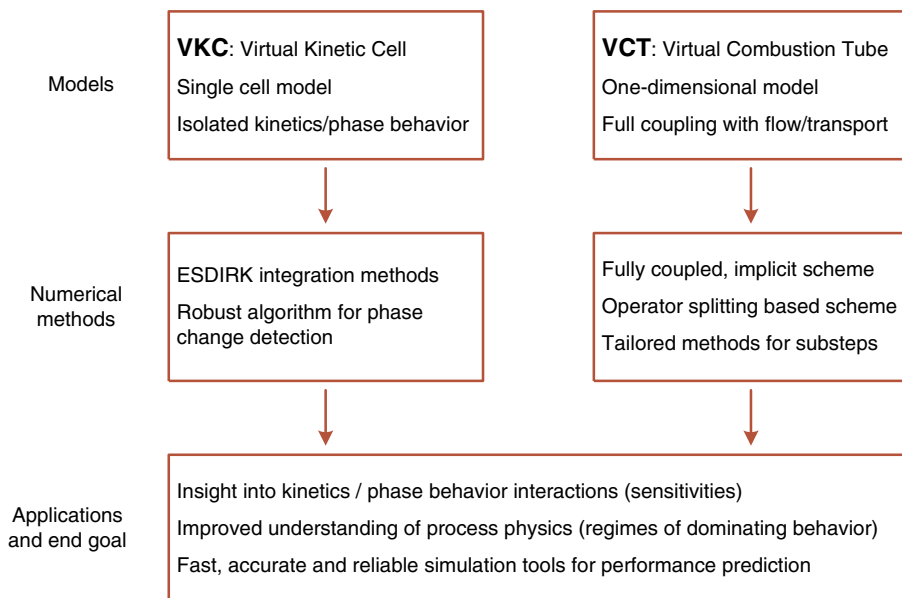 Models
VKC: Virtual Kinetic Cell
Single cell model
Isolated kinetics/phase behavior
VCT: Virtual Combustion Tube
One-dimensional model
Full coupling with flow/transport
Numerical
methods
ESDIRK integration methods
Robust algorithm for phase
change detection
Fully coupled, implicit scheme
Operator splitting based scheme
Tailored methods for substeps
Applications
and end goal
Insight into kinetics / phase behavior interactions (sensitivities)
Improved understanding of process physics (regimes of dominating behavior)
Fast, accurate and reliable simulation tools for performance prediction